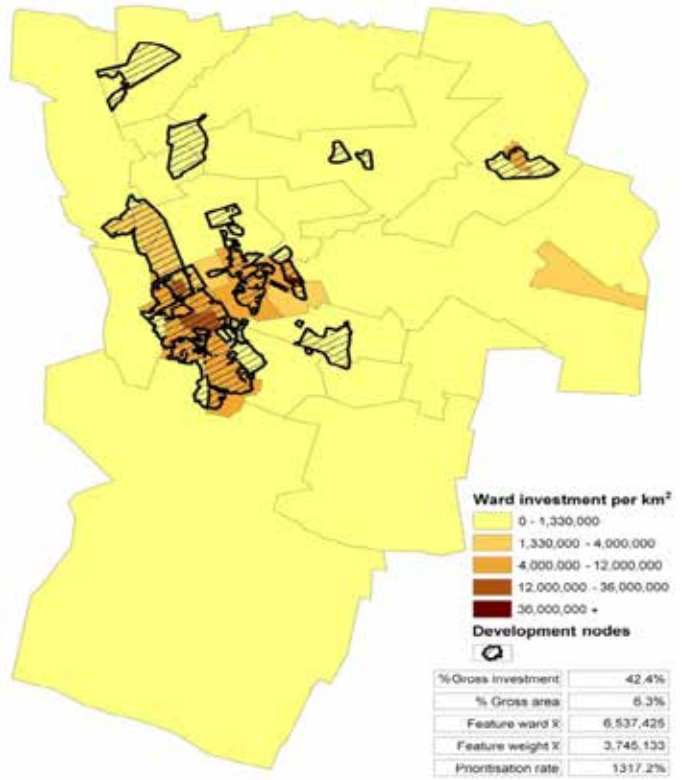 Ward investment per km²
0 - 1,330,000
1,330,000 - 4,000,000
4,000,000 - 12,000,000
12,000,000 - 36,000,000
36,000,000 +
Development nodes
%Gross investment 42.4%
% Gross area 6.3%
Feature ward x̄ 6,537,425
Feature weight x̄ 3,745,133
Prioritisation rate 1317.2%